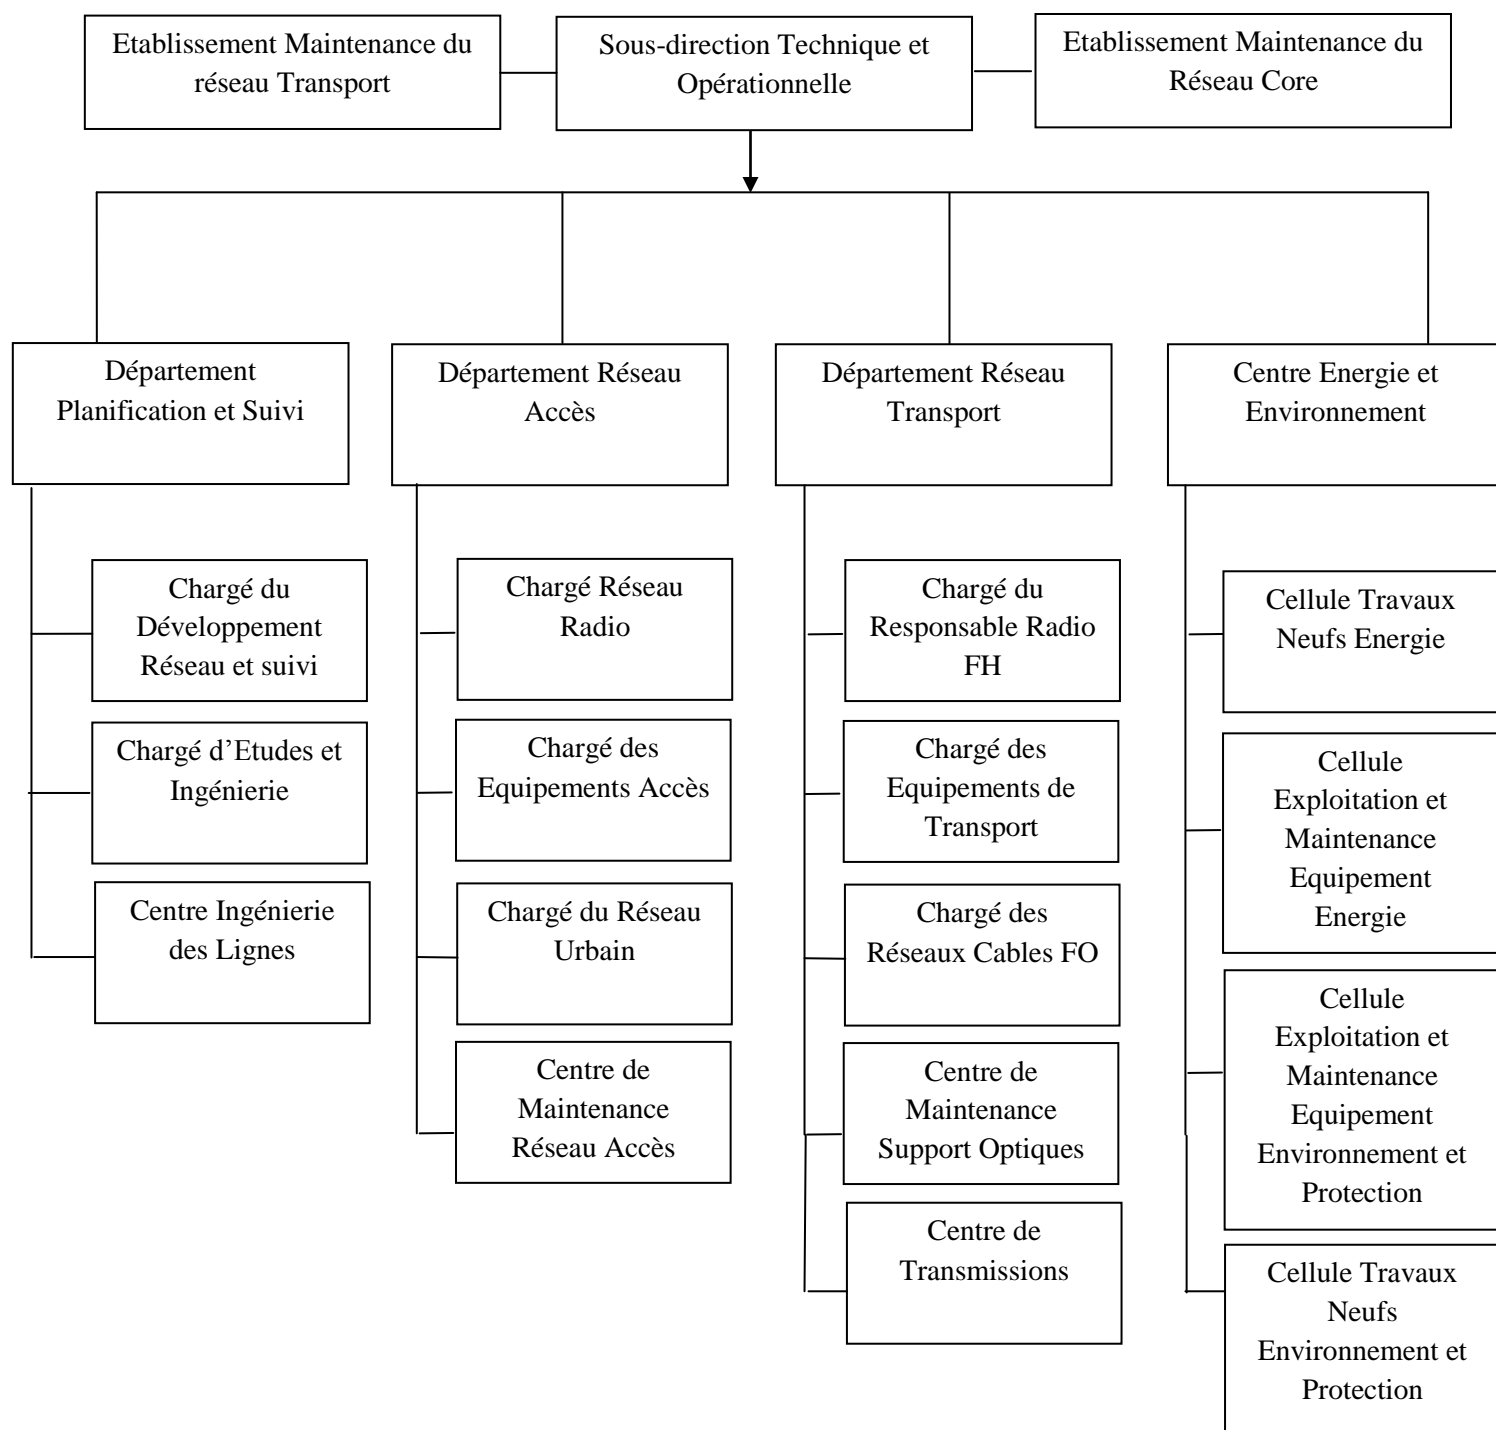 Etablissement Maintenance du
réseau Transport
Sous-direction Technique et
Opérationnelle
Etablissement Maintenance du
Réseau Core
Département
Planification et Suivi
Département Réseau
Accès
Département Réseau
Transport
Centre Energie et
Environnement
Chargé du
Développement
Réseau et suivi
Chargé d’Etudes et
Ingénierie
Centre Ingénierie
des Lignes
Chargé Réseau
Radio
Chargé des
Equipements Accès
Chargé du Réseau
Urbain
Centre de
Maintenance
Réseau Accès
Chargé du
Responsable Radio
FH
Chargé des
Equipements de
Transport
Chargé des
Réseaux Cables FO
Centre de
Maintenance
Support Optiques
Centre de
Transmissions
Cellule Travaux
Neufs Energie
Cellule
Exploitation et
Maintenance
Equipement
Energie
Cellule
Exploitation et
Maintenance
Equipement
Environnement et
Protection
Cellule Travaux
Neufs
Environnement et
Protection